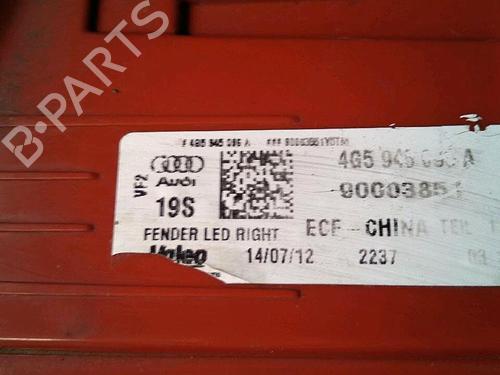 B-PARTS
4G5 945 096 A
4G5 945 096 A
VF2
Audi
19S
9000385
FENDER LED RIGHT
ECE-CHINA
Valeo
14/07/12
2237